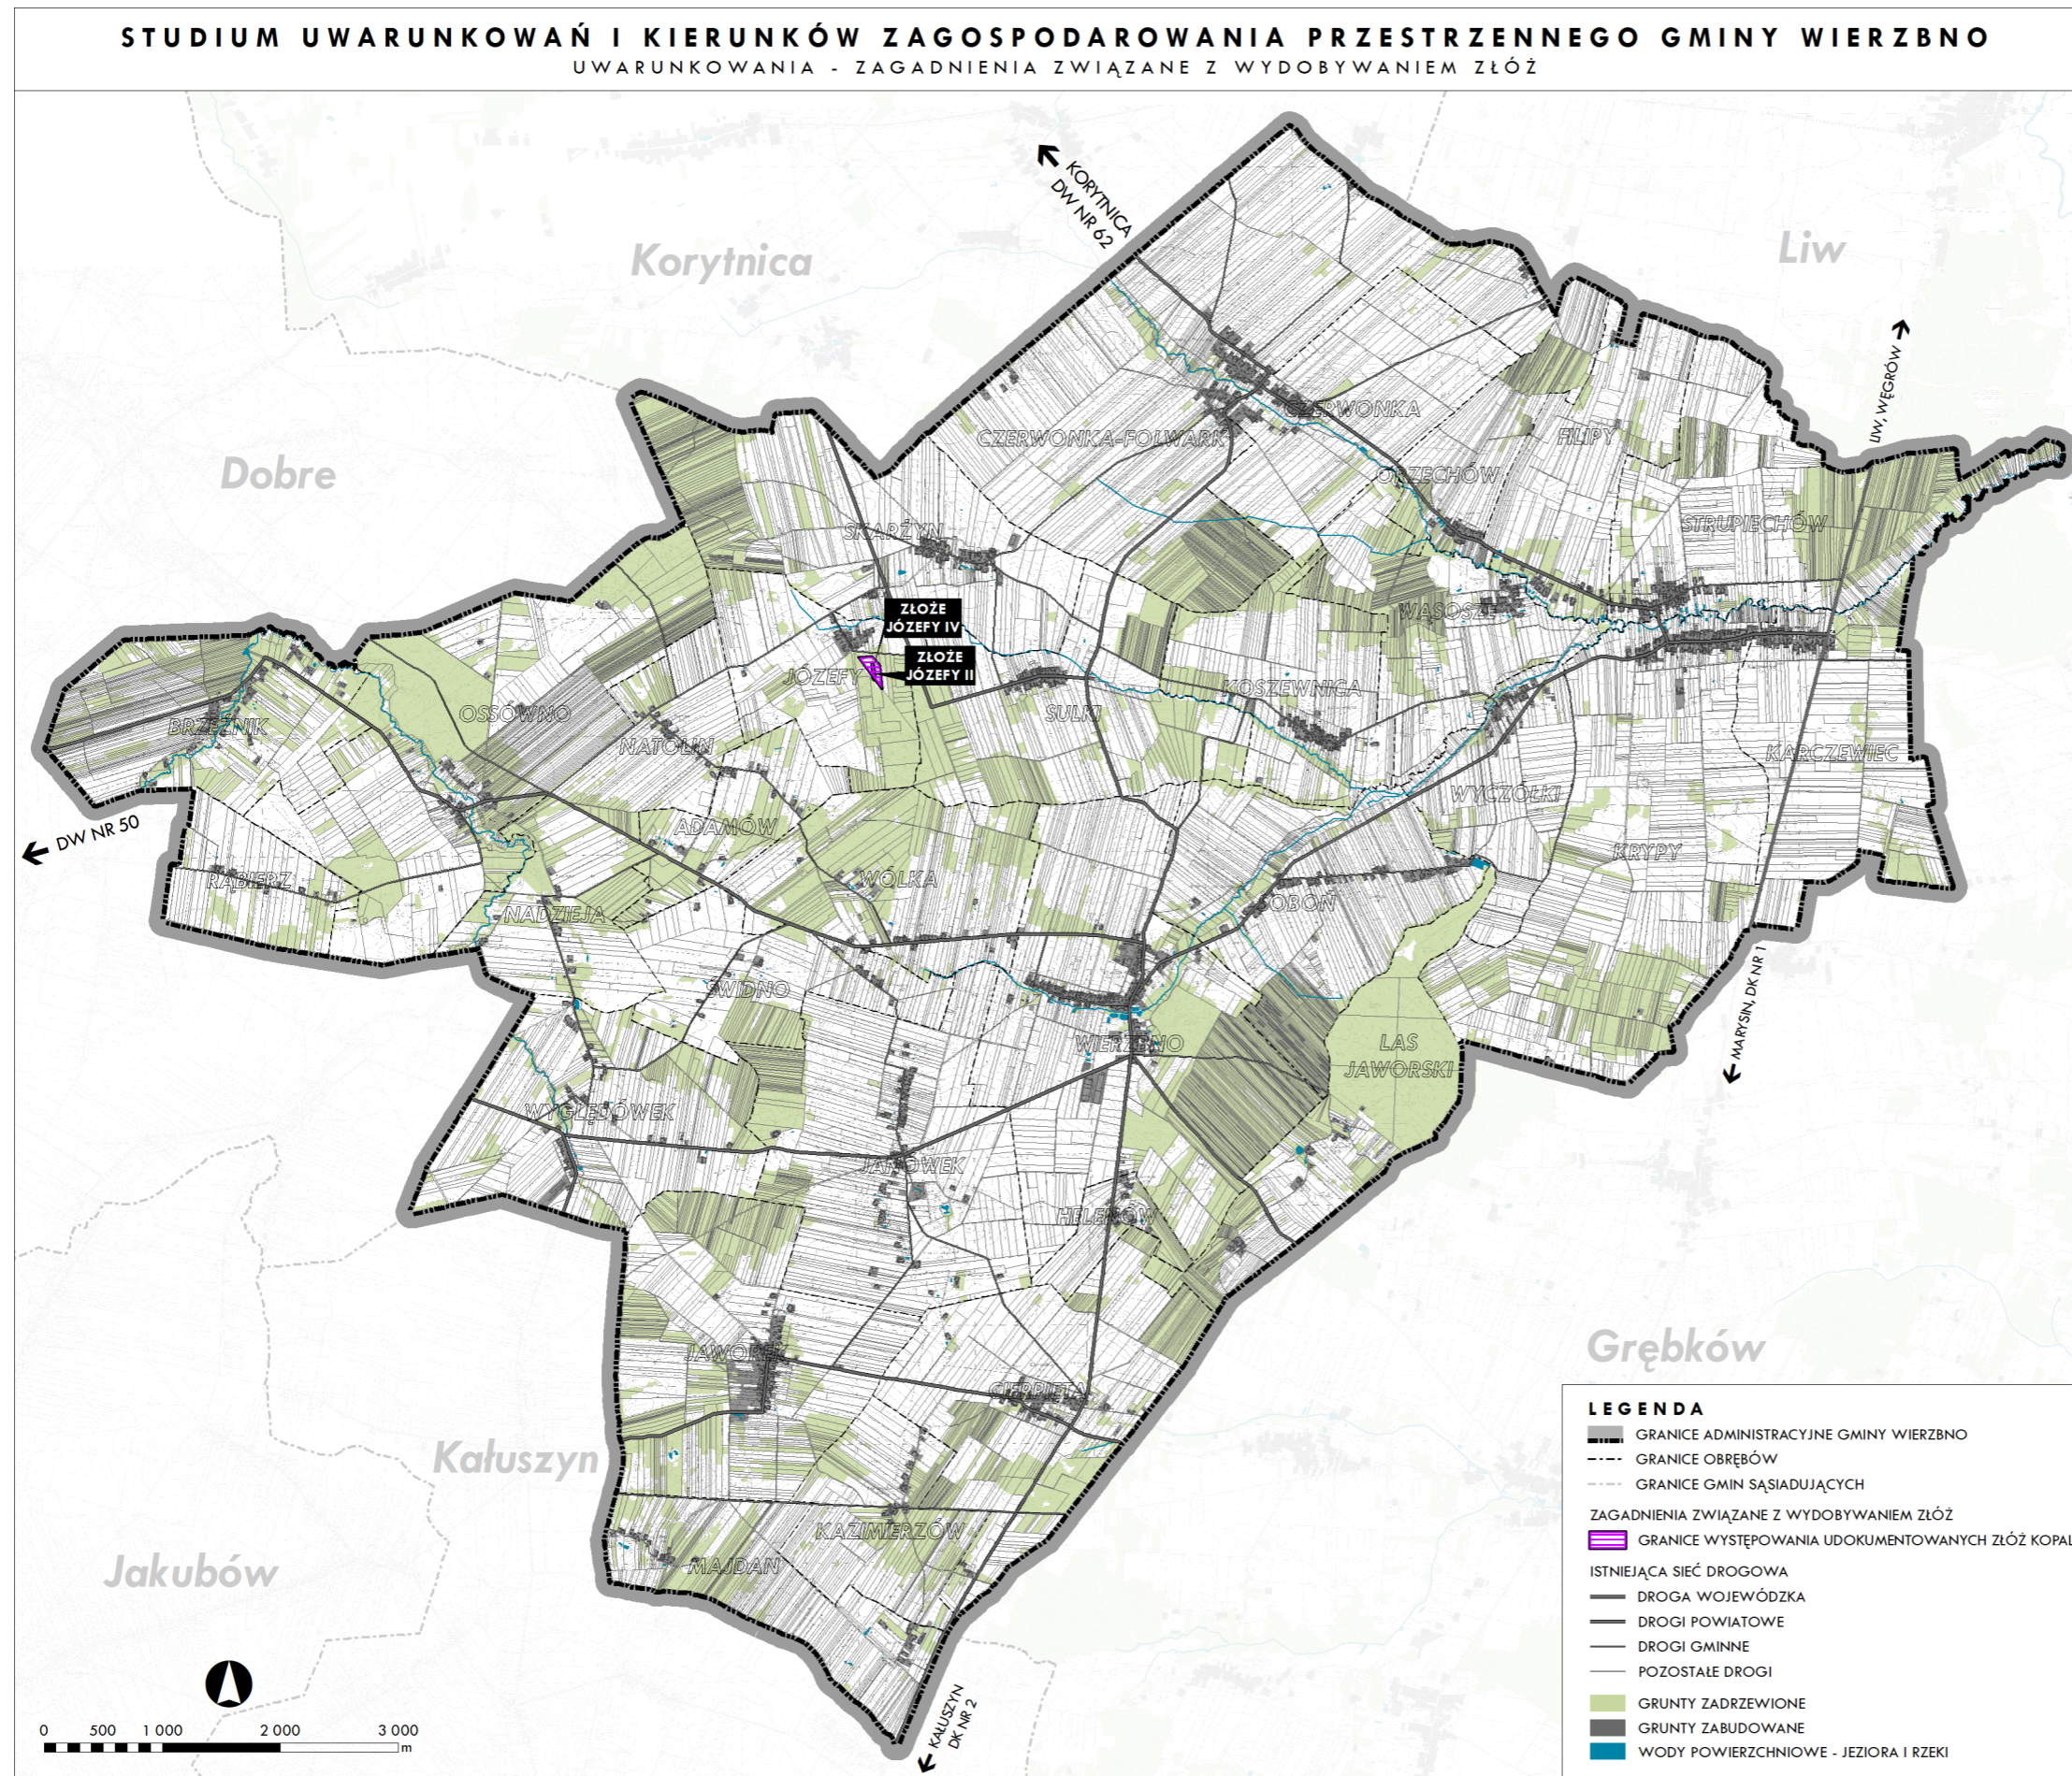 STUDIUM UWARUNKOWAŃ I KIERUNKÓW ZAGOSPODAROWANIA PRZESTRZENNEGO GMINY WIERZBNO
UWARUNKOWANIA - ZAGADNIENIA ZWIĄZANE Z WYDOBYWANIEM ZŁÓŻ
KORYTNICA
DW NR 62
Korytnica
Liw
LIW, WĘGRÓW
CZERWONKA
CZERWONKA-FOLWARK
FILIPY
Dobre
ORZECHÓW
STRUPIECHÓW
SKARŻYN
ZŁOŻE
JÓZEFY IV
WĄSOSZE
ZŁOŻE
JÓZEFY II
JÓZEFY
KOSZEWNICA
OSSÓWNO
SULKI
BRZEŹNIK
NATOLIN
KARCZEWIEC
WYCZÓŁKI
DW NR 50
ADAMÓW
KRYPY
RĄBIERZ
WÓLKA
SOBOŃ
NADZIEJA
ŚWIDNO
MARYSIN, DK NR 1
WIERZBNO
LAS
JAWORSKI
WYGLĘDÓWEK
JANÓWEK
HELENÓW
JAWOREK
Grębków
CIERPIĘTA
Kałuszyn
KAZIMIERZÓW
MAJDAN
Jakubów
KAŁUSZYN
DK NR 2
0 500 1 000 2 000 3 000
m
LEGENDA
GRANICE ADMINISTRACYJNE GMINY WIERZBNO
GRANICE OBRĘBÓW
GRANICE GMIN SĄSIADUJĄCYCH
ZAGADNIENIA ZWIĄZANE Z WYDOBYWANIEM ZŁÓŻ
GRANICE WYSTĘPOWANIA UDOKUMENTOWANYCH ZŁÓŻ KOPAL
ISTNIEJĄCA SIEĆ DROGOWA
DROGA WOJEWÓDZKA
DROGI POWIATOWE
DROGI GMINNE
POZOSTAŁE DROGI
GRUNTY ZADRZEWIONE
GRUNTY ZABUDOWANE
WODY POWIERZCHNIOWE - JEZIORA I RZEKI